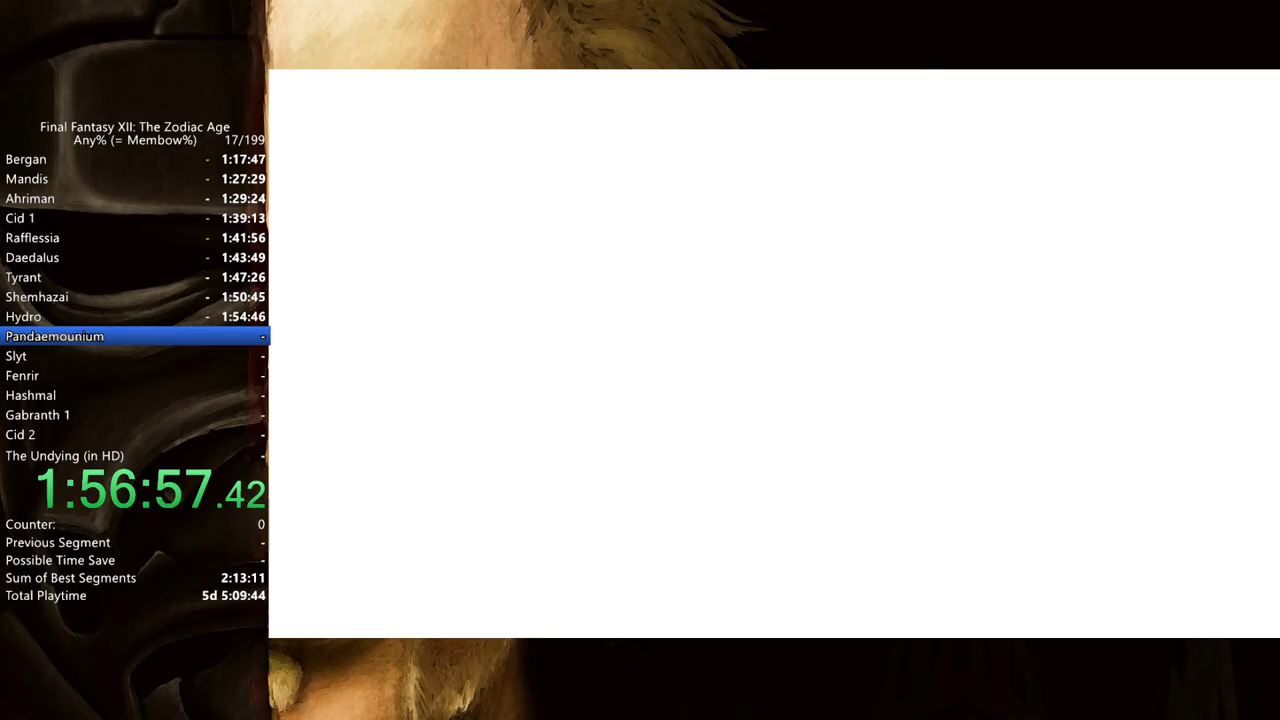 Final Fantasy XII: The Zodiac Age
Any% (= Membow%) 17/199
Bergan - 1:17:47
Mandis - 1:27:29
Ahriman - 1:29:24
Cid 1 - 1:39:13
Rafflessia - 1:41:56
Daedalus - 1:43:49
Tyrant - 1:47:26
Shemhazai - 1:50:45
Hydro - 1:54:46
Pandaemounium -
Slyt -
Fenrir -
Hashmal -
Gabranth 1 -
Cid 2 -
The Undying (in HD) -
1:56:57.42
Counter: 0
Previous Segment -
Possible Time Save -
Sum of Best Segments 2:13:11
Total Playtime 5d 5:09:44